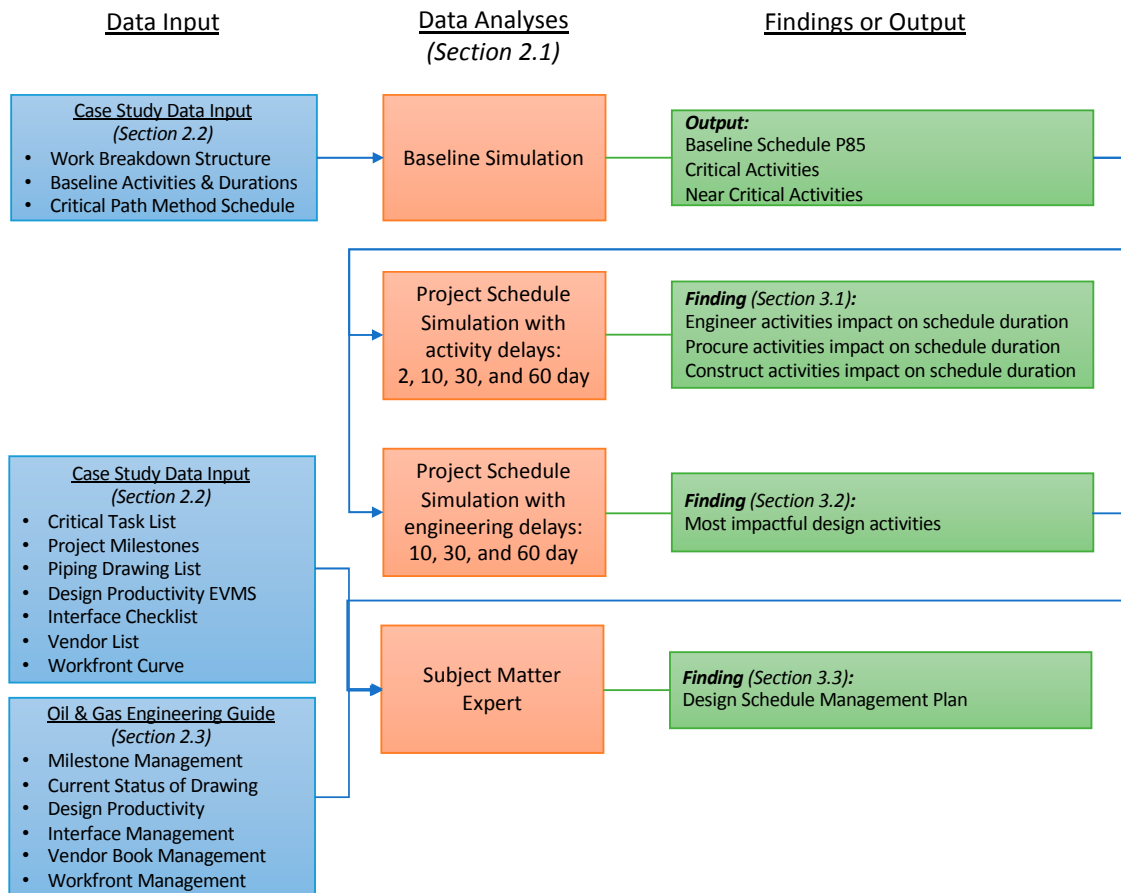 Data Input
Data Analyses
(Section 2.1)
Findings or Output
Case Study Data Input
(Section 2.2)
• Work Breakdown Structure
• Baseline Activities & Durations
• Critical Path Method Schedule
Baseline Simulation
Output:
Baseline Schedule P85
Critical Activities
Near Critical Activities
Project Schedule
Simulation with
activity delays:
2, 10, 30, and 60 day
Finding (Section 3.1):
Engineer activities impact on schedule duration
Procure activities impact on schedule duration
Construct activities impact on schedule duration
Case Study Data Input
(Section 2.2)
• Critical Task List
• Project Milestones
• Piping Drawing List
• Design Productivity EVMS
• Interface Checklist
• Vendor List
• Workfront Curve
Project Schedule
Simulation with
engineering delays:
10, 30, and 60 day
Finding (Section 3.2):
Most impactful design activities
Subject Matter
Expert
Finding (Section 3.3):
Design Schedule Management Plan
Oil & Gas Engineering Guide
(Section 2.3)
• Milestone Management
• Current Status of Drawing
• Design Productivity
• Interface Management
• Vendor Book Management
• Workfront Management